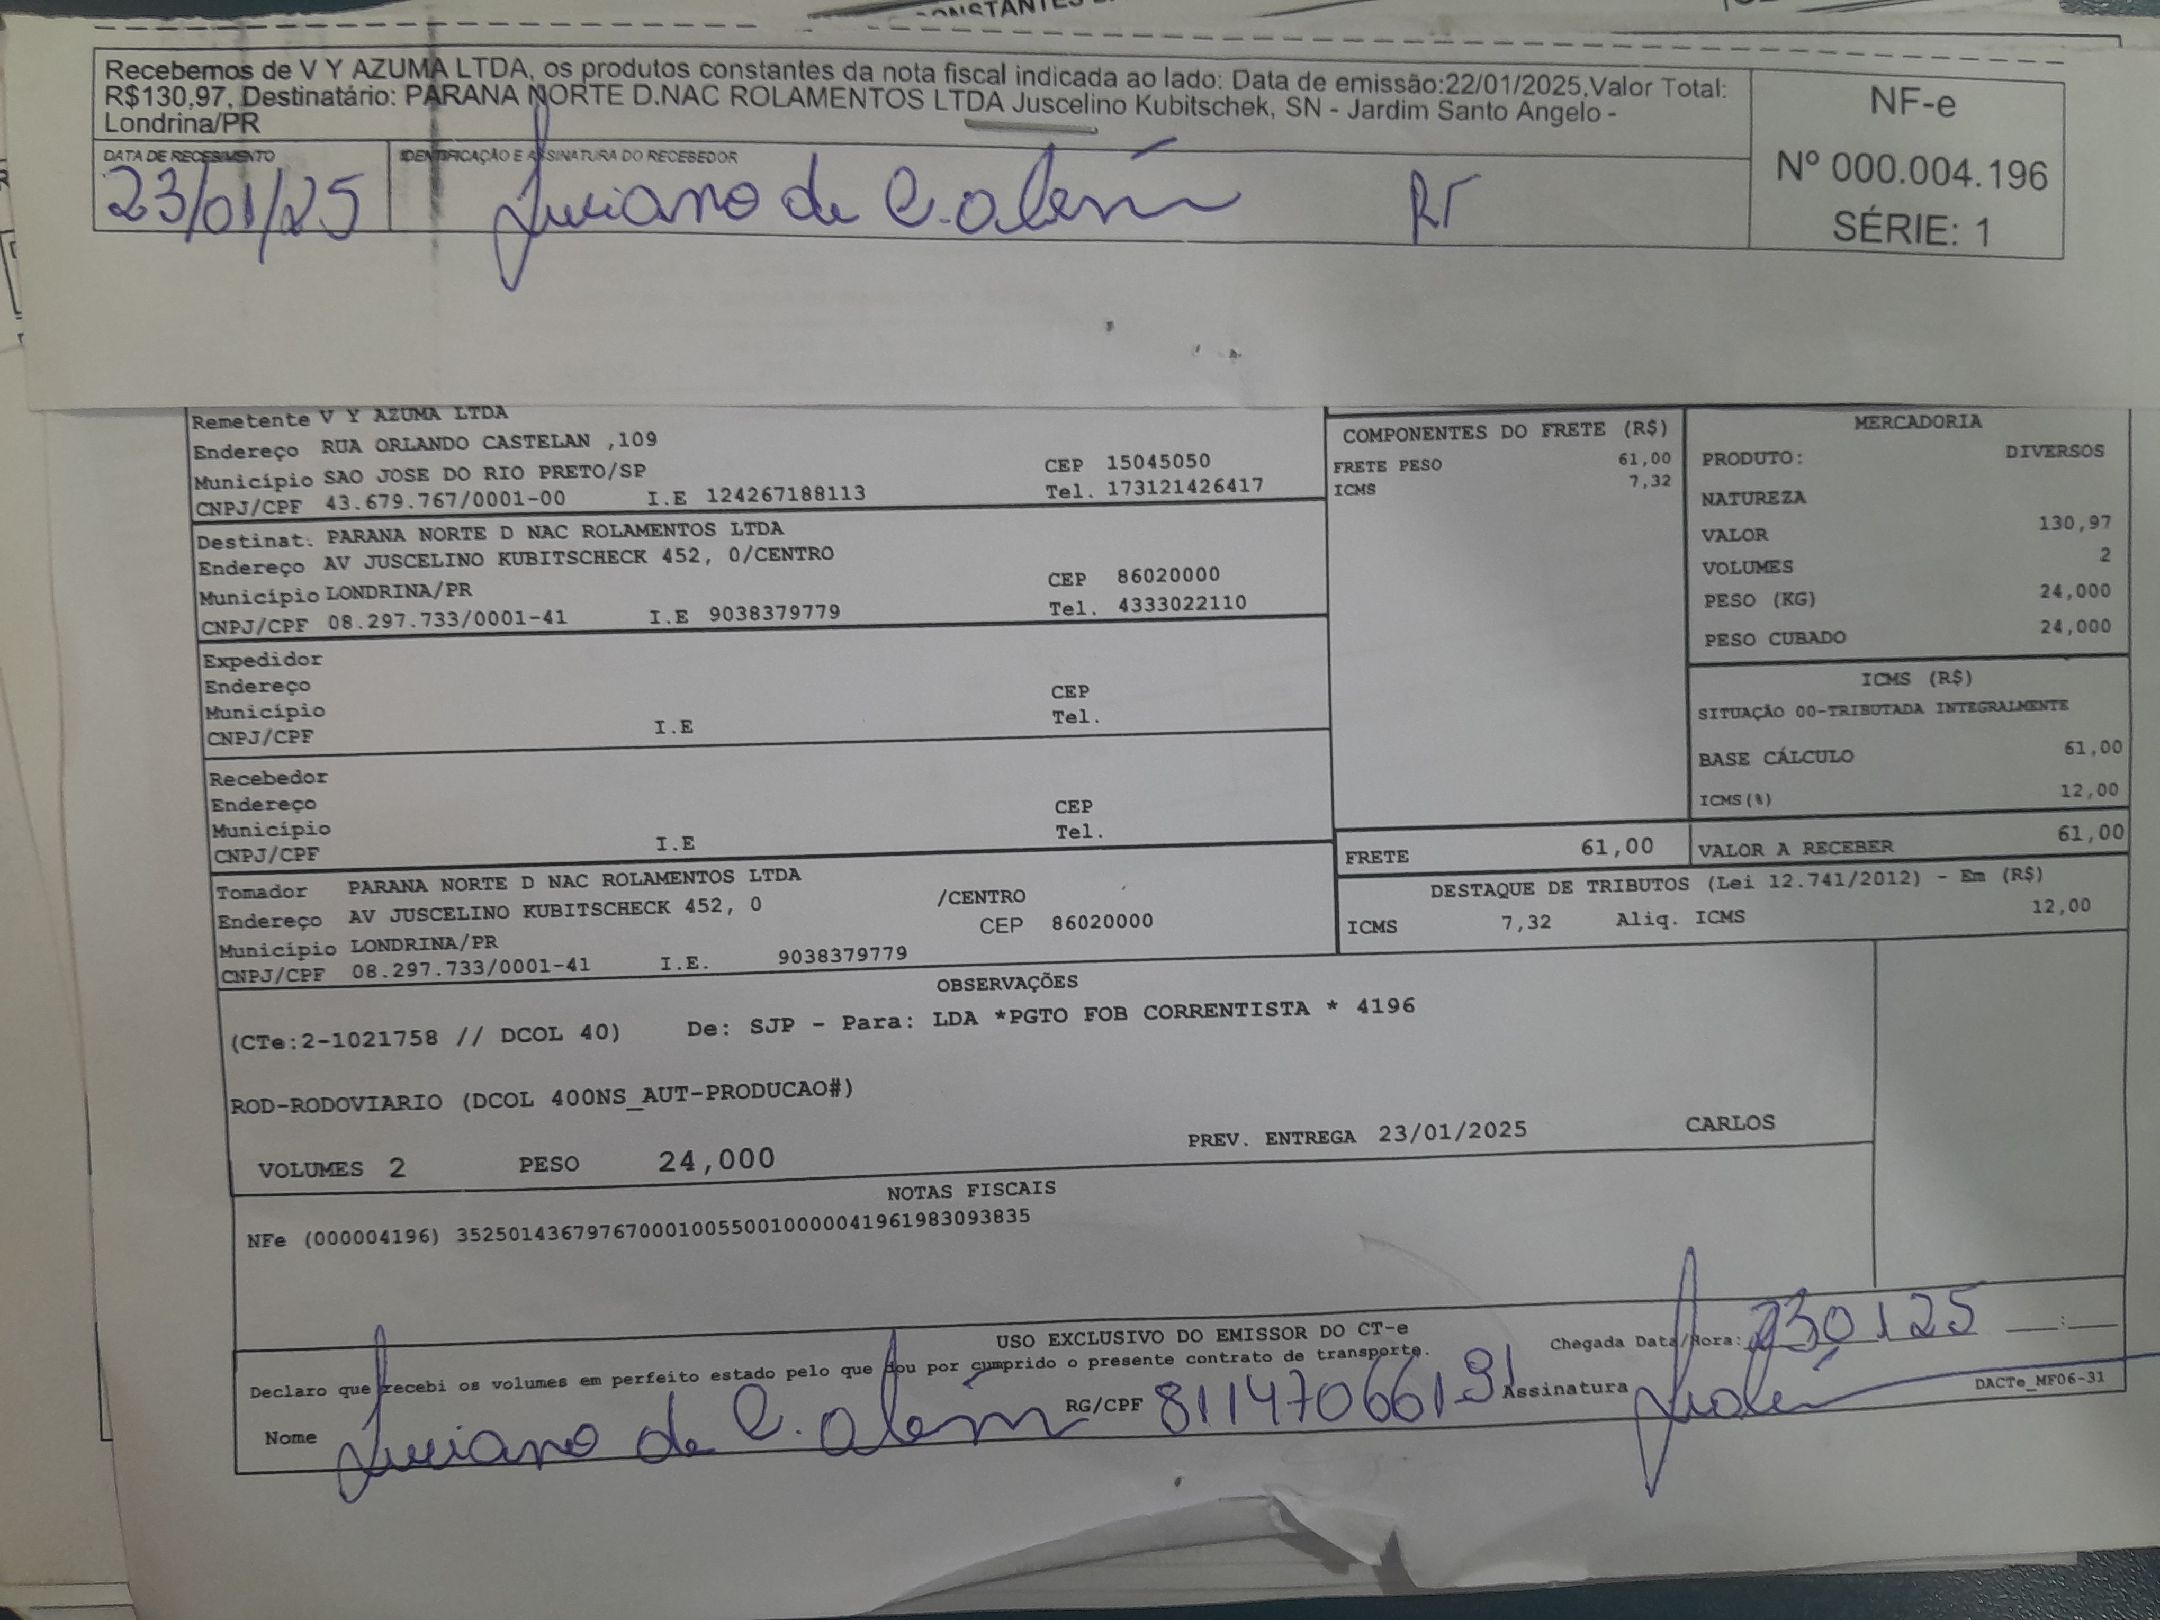 Recebemos de V Y AZUMA LTDA, os produtos constantes da nota fiscal indicada ao lado: Data de emissão:22/01/2025,Valor Total:
R$130,97, Destinatário: PARANA NORTE D.NAC ROLAMENTOS LTDA Juscelino Kubitschek, SN - Jardim Santo Angelo -
Londrina/PR
NF-e
Nº 000.004.196
SÉRIE: 1
DATA DE RECEBIMENTO
23/01/25
IDENTIFICAÇÃO E ASSINATURA DO RECEBEDOR
Luciano de C. Além
Remetente V Y AZUMA LTDA
Endereço RUA ORLANDO CASTELAN ,109
Município SAO JOSE DO RIO PRETO/SP CEP 15045050
CNPJ/CPF 43.679.767/0001-00 I.E 124267188113 Tel. 173121426417
Destinat. PARANA NORTE D NAC ROLAMENTOS LTDA
Endereço AV JUSCELINO KUBITSCHECK 452, 0/CENTRO
Município LONDRINA/PR CEP 86020000
CNPJ/CPF 08.297.733/0001-41 I.E 9038379779 Tel. 4333022110
Expedidor
Endereço
Município CEP
CNPJ/CPF I.E Tel.
Recebedor
Endereço
Município CEP
CNPJ/CPF I.E Tel.
Tomador PARANA NORTE D NAC ROLAMENTOS LTDA
Endereço AV JUSCELINO KUBITSCHECK 452, 0 /CENTRO
Município LONDRINA/PR CEP 86020000
CNPJ/CPF 08.297.733/0001-41 I.E. 9038379779
COMPONENTES DO FRETE (R$)
FRETE PESO 61,00
ICMS 7,32
MERCADORIA
PRODUTO: DIVERSOS
NATUREZA
VALOR 130,97
VOLUMES 2
PESO (KG) 24,000
PESO CUBADO 24,000
ICMS (R$)
SITUAÇÃO 00-TRIBUTADA INTEGRALMENTE
BASE CÁLCULO 61,00
ICMS(%) 12,00
FRETE 61,00
VALOR A RECEBER 61,00
DESTAQUE DE TRIBUTOS (Lei 12.741/2012) - Em (R$)
ICMS 7,32 Aliq. ICMS 12,00
OBSERVAÇÕES
(CTe:2-1021758 // DCOL 40) De: SJP - Para: LDA *PGTO FOB CORRENTISTA * 4196
ROD-RODOVIARIO (DCOL 400NS_AUT-PRODUCAO#)
PREV. ENTREGA 23/01/2025 CARLOS
VOLUMES 2 PESO 24,000
NOTAS FISCAIS
NFe (000004196) 35250143679767000100550010000041961983093835
USO EXCLUSIVO DO EMISSOR DO CT-e
Chegada Data/Hora: 230125 ___:___
Declaro que recebi os volumes em perfeito estado pelo que dou por cumprido o presente contrato de transporte.
Nome Luciano de C. Além RG/CPF 81147066191 Assinatura
DACTe_MF06-31